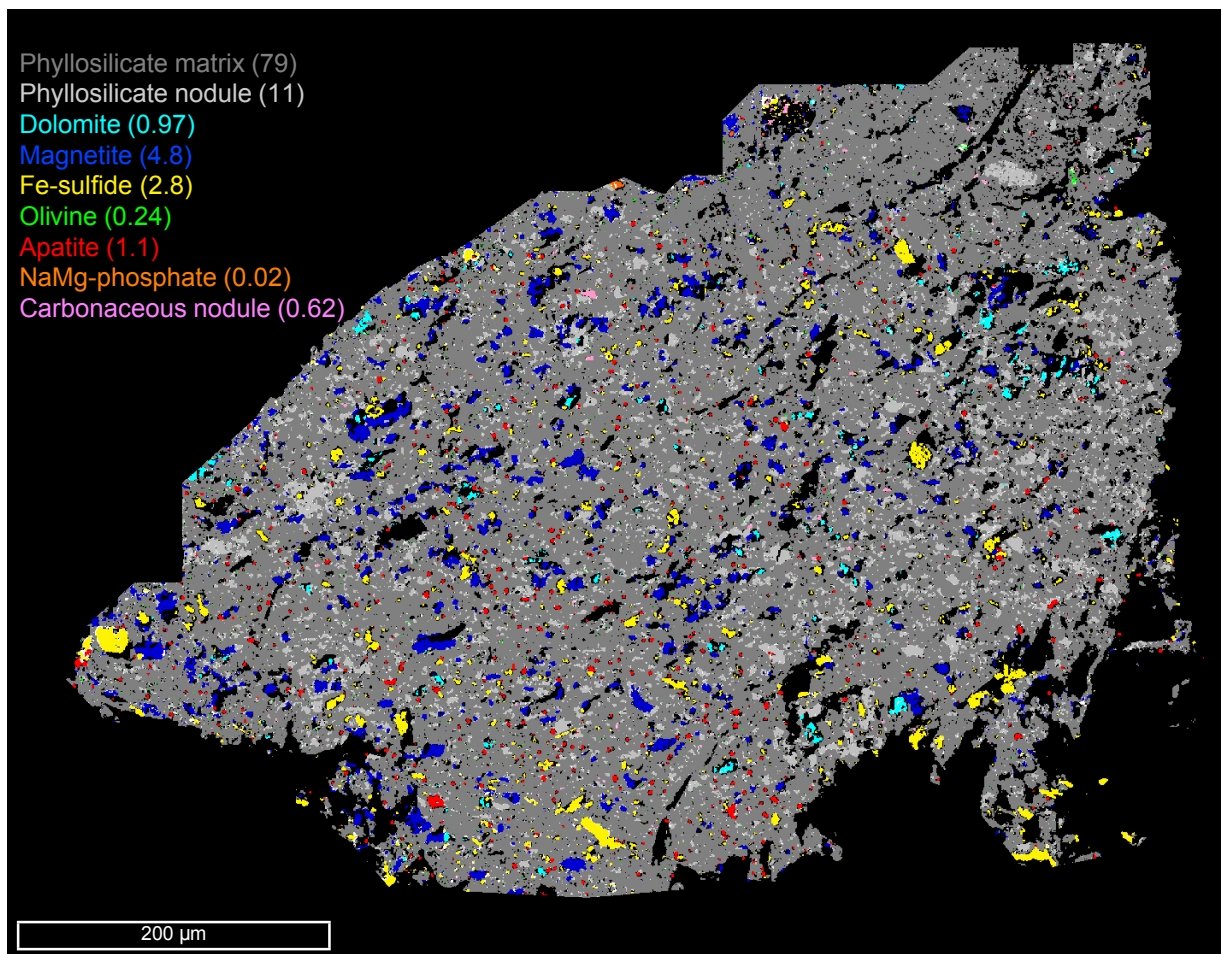 Phyllosilicate matrix (79)
Phyllosilicate nodule (11)
Dolomite (0.97)
Magnetite (4.8)
Fe-sulfide (2.8)
Olivine (0.24)
Apatite (1.1)
NaMg-phosphate (0.02)
Carbonaceous nodule (0.62)
200 μm